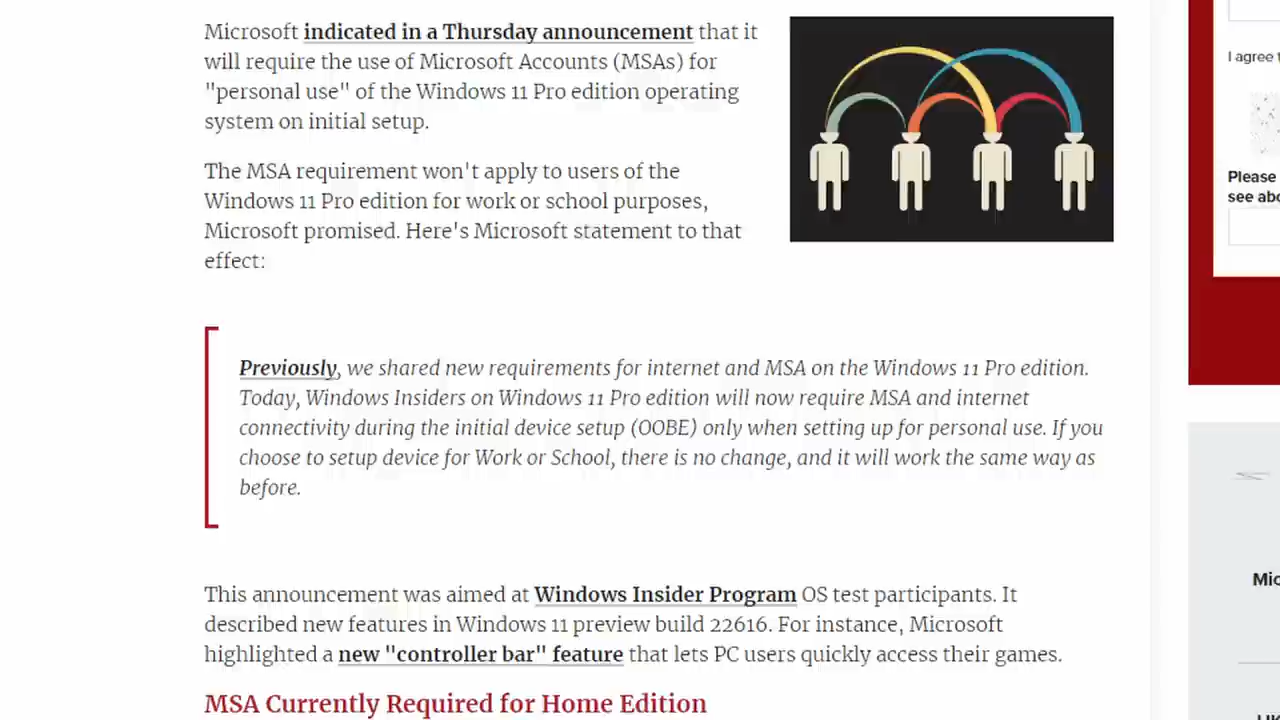 Microsoft indicated in a Thursday announcement that it
will require the use of Microsoft Accounts (MSAs) for
"personal use" of the Windows 11 Pro edition operating
system on initial setup.
The MSA requirement won't apply to users of the
Windows 11 Pro edition for work or school purposes,
Microsoft promised. Here's Microsoft statement to that
effect:
Previously, we shared new requirements for internet and MSA on the Windows 11 Pro edition.
Today, Windows Insiders on Windows 11 Pro edition will now require MSA and internet
connectivity during the initial device setup (OOBE) only when setting up for personal use. If you
choose to setup device for Work or School, there is no change, and it will work the same way as
before.
This announcement was aimed at Windows Insider Program OS test participants. It
described new features in Windows 11 preview build 22616. For instance, Microsoft
highlighted a new "controller bar" feature that lets PC users quickly access their games.
MSA Currently Required for Home Edition
I agree
Please
see